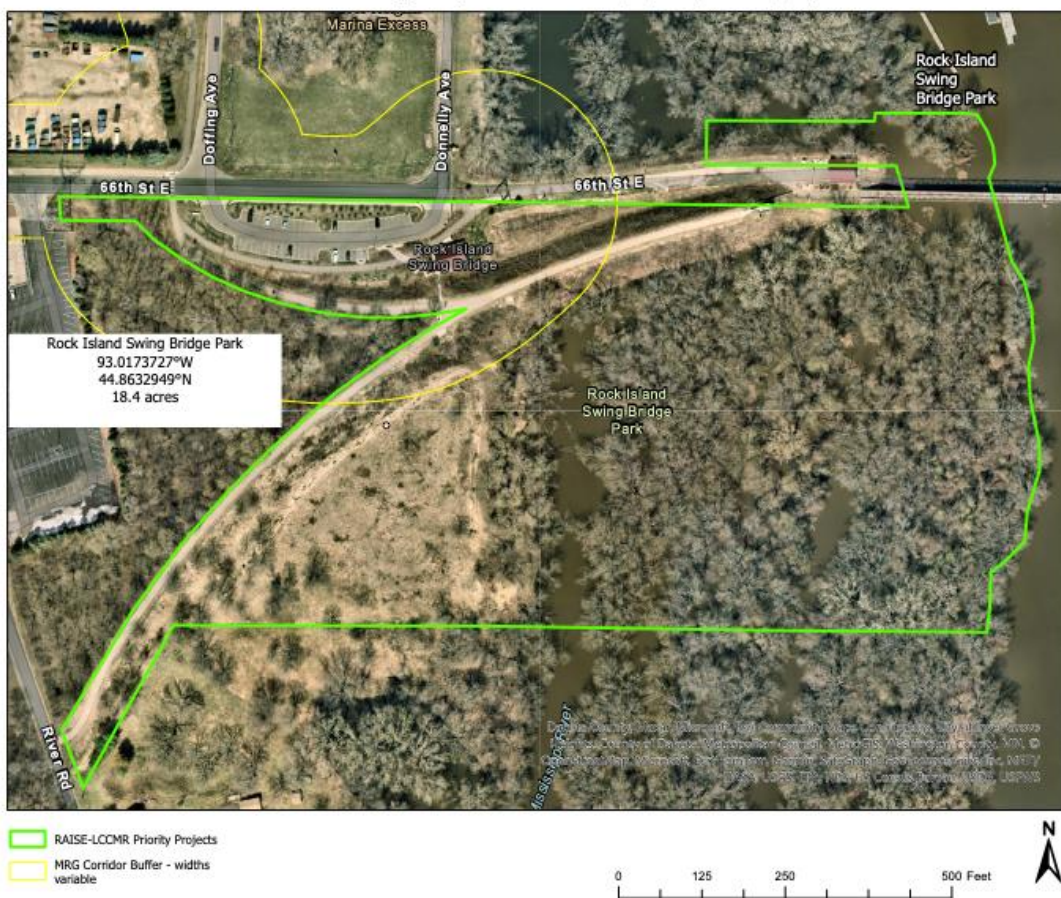 Marina Excess
Rock Island
Swing
Bridge Park
Doffing Ave
Donnelly Ave
66th St E
66th St E
Rock Island
Swing Bridge
Rock Island Swing Bridge Park
93.0173727°W
44.8632949°N
18.4 acres
Rock Island
Swing Bridge
Park
River Rd
Mississippi River
RAISE-LCCMR Priority Projects
MRG Corridor Buffer - widths
variable
N
0 125 250 500 Feet